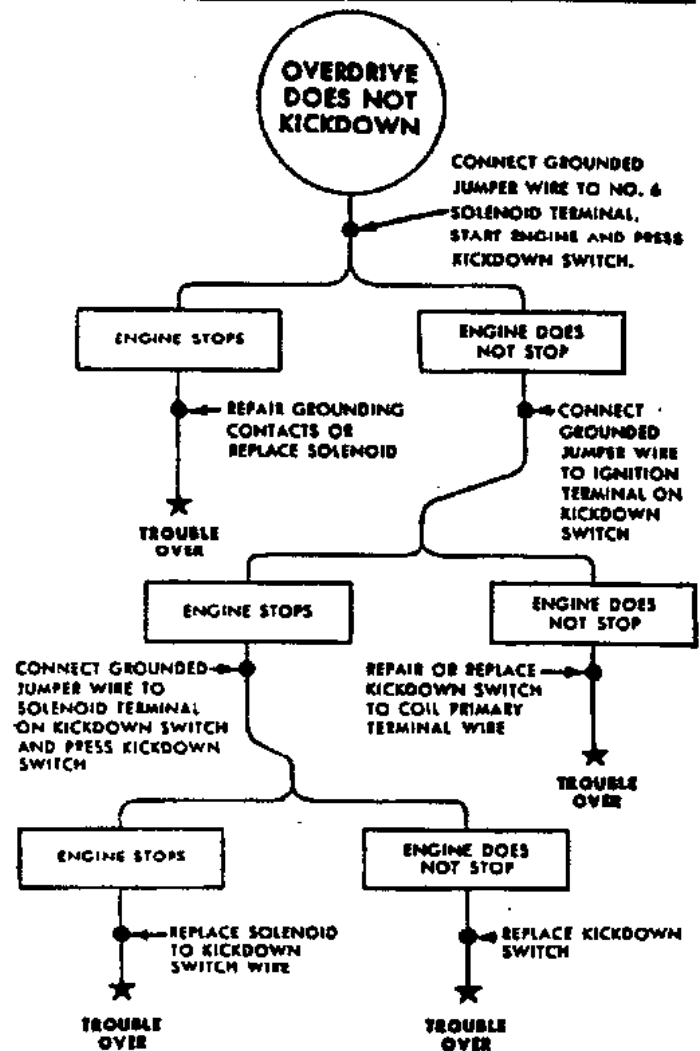 OVERDRIVE
DOES NOT
KICKDOWN
CONNECT GROUNDED
JUMPER WIRE TO NO. 6
SOLENOID TERMINAL,
START ENGINE AND PRESS
KICKDOWN SWITCH.
ENGINE STOPS
ENGINE DOES
NOT STOP
REPAIR GROUNDING
CONTACTS OR
REPLACE SOLENOID
CONNECT
GROUNDED
JUMPER WIRE
TO IGNITION
TERMINAL ON
KICKDOWN
SWITCH
TROUBLE
OVER
ENGINE STOPS
ENGINE DOES
NOT STOP
CONNECT GROUNDED
JUMPER WIRE TO
SOLENOID TERMINAL
ON KICKDOWN SWITCH
AND PRESS KICKDOWN
SWITCH
REPAIR OR REPLACE
KICKDOWN SWITCH
TO COIL PRIMARY
TERMINAL WIRE
TROUBLE
OVER
ENGINE STOPS
ENGINE DOES
NOT STOP
REPLACE SOLENOID
TO KICKDOWN
SWITCH WIRE
REPLACE KICKDOWN
SWITCH
TROUBLE
OVER
TROUBLE
OVER